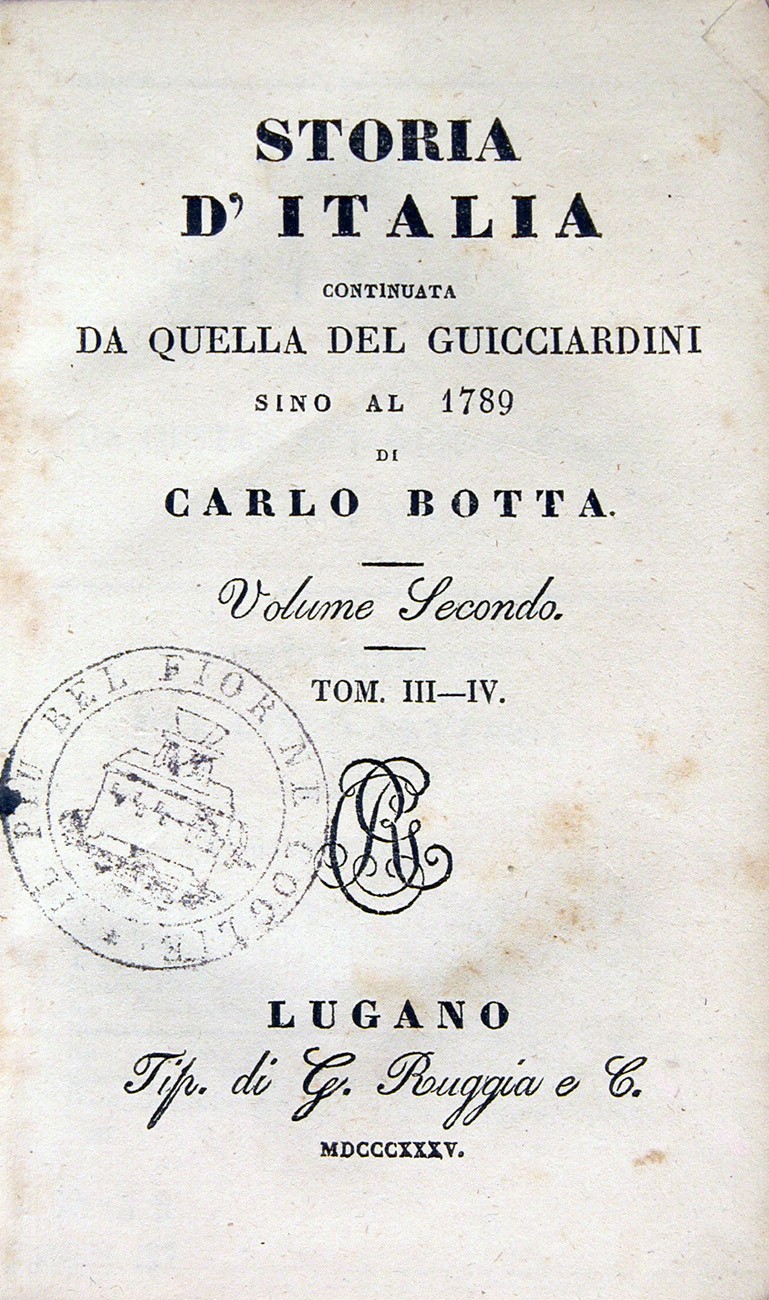 STORIA
D' ITALIA
CONTINUATA
DA QUELLA DEL GUICCIARDINI
SINO AL 1789
DI
CARLO BOTTA.
Volume Secondo.
TOM. III—IV.
IL PIU BEL FIOR NE COGLIE
LUGANO
Tip. di G. Ruggia e C.
MDCCCXXXV.